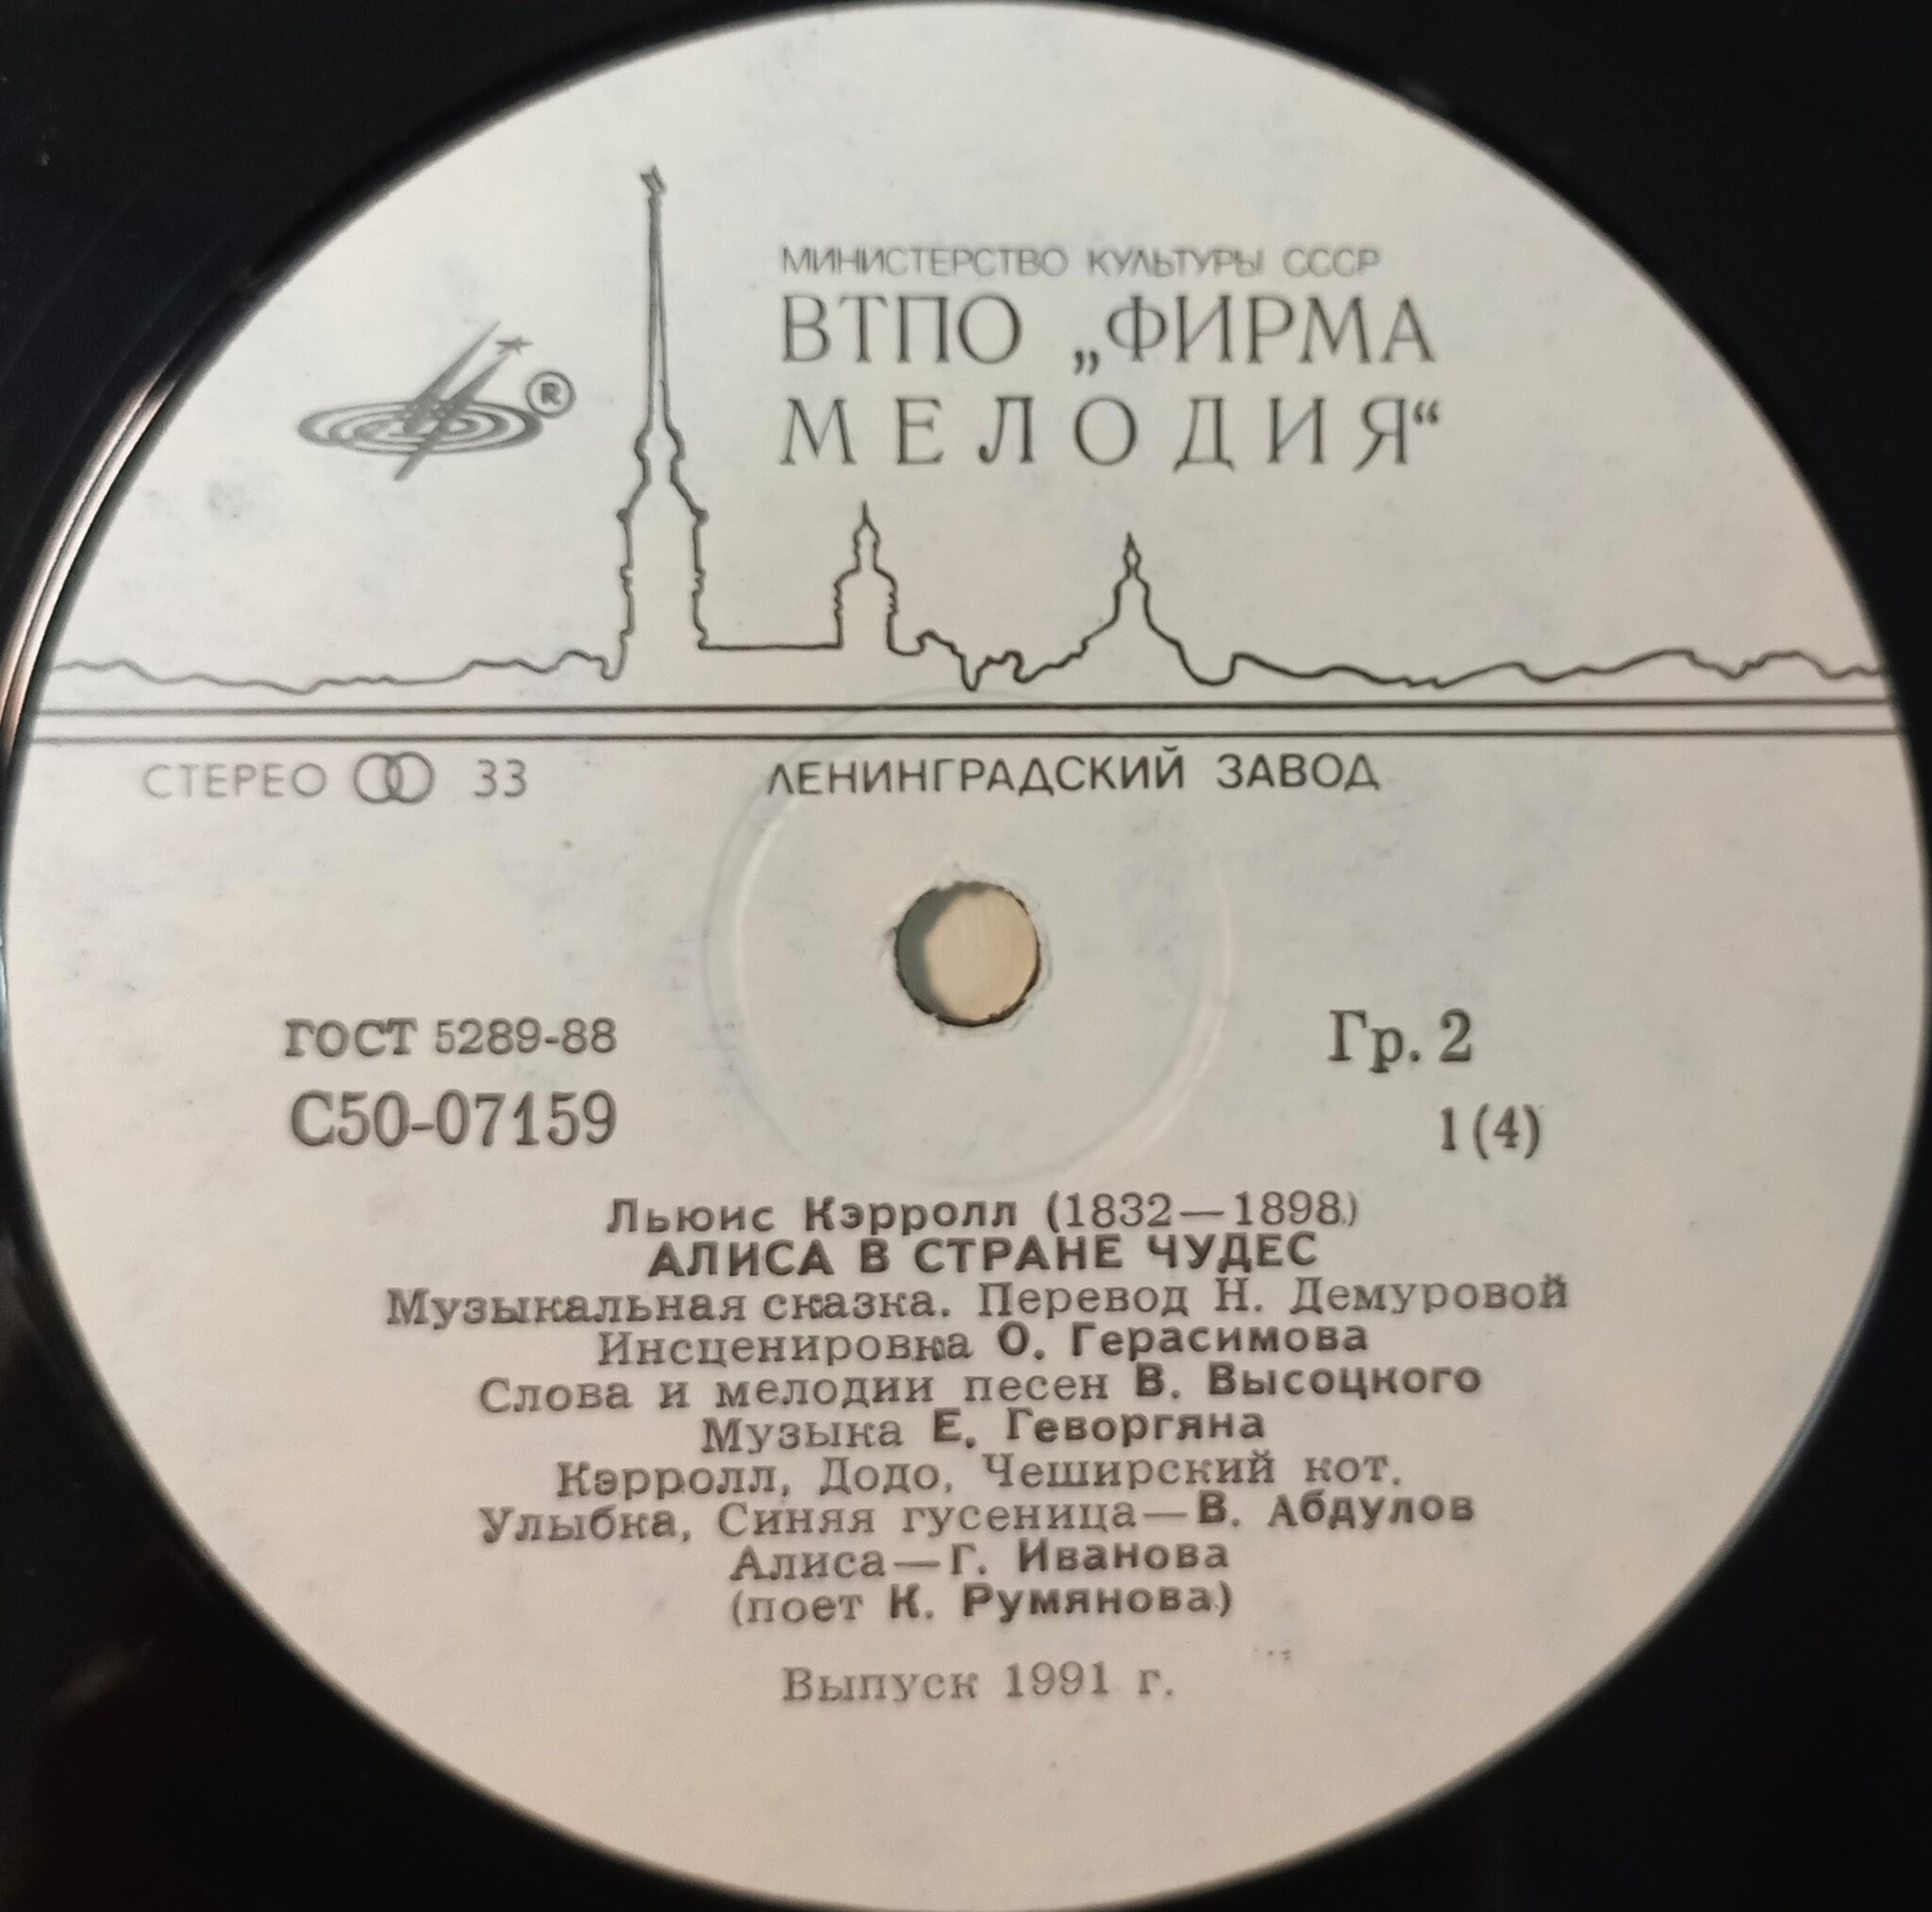 МИНИСТЕРСТВО КУЛЬТУРЫ СССР
ВТПО „ФИРМА
МЕЛОДИЯ“
®
СТЕРЕО 33
ЛЕНИНГРАДСКИЙ ЗАВОД
ГОСТ 5289-88
Гр. 2
С50-07159
1 (4)
Льюис Кэрролл (1832—1898)
АЛИСА В СТРАНЕ ЧУДЕС
Музыкальная сказка. Перевод Н. Демуровой
Инсценировка О. Герасимова
Слова и мелодии песен В. Высоцкого
Музыка Е. Геворгяна
Кэрролл, Додо, Чеширский кот.
Улыбка, Синяя гусеница—В. Абдулов
Алиса—Г. Иванова
(поет К. Румянова)
Выпуск 1991 г.